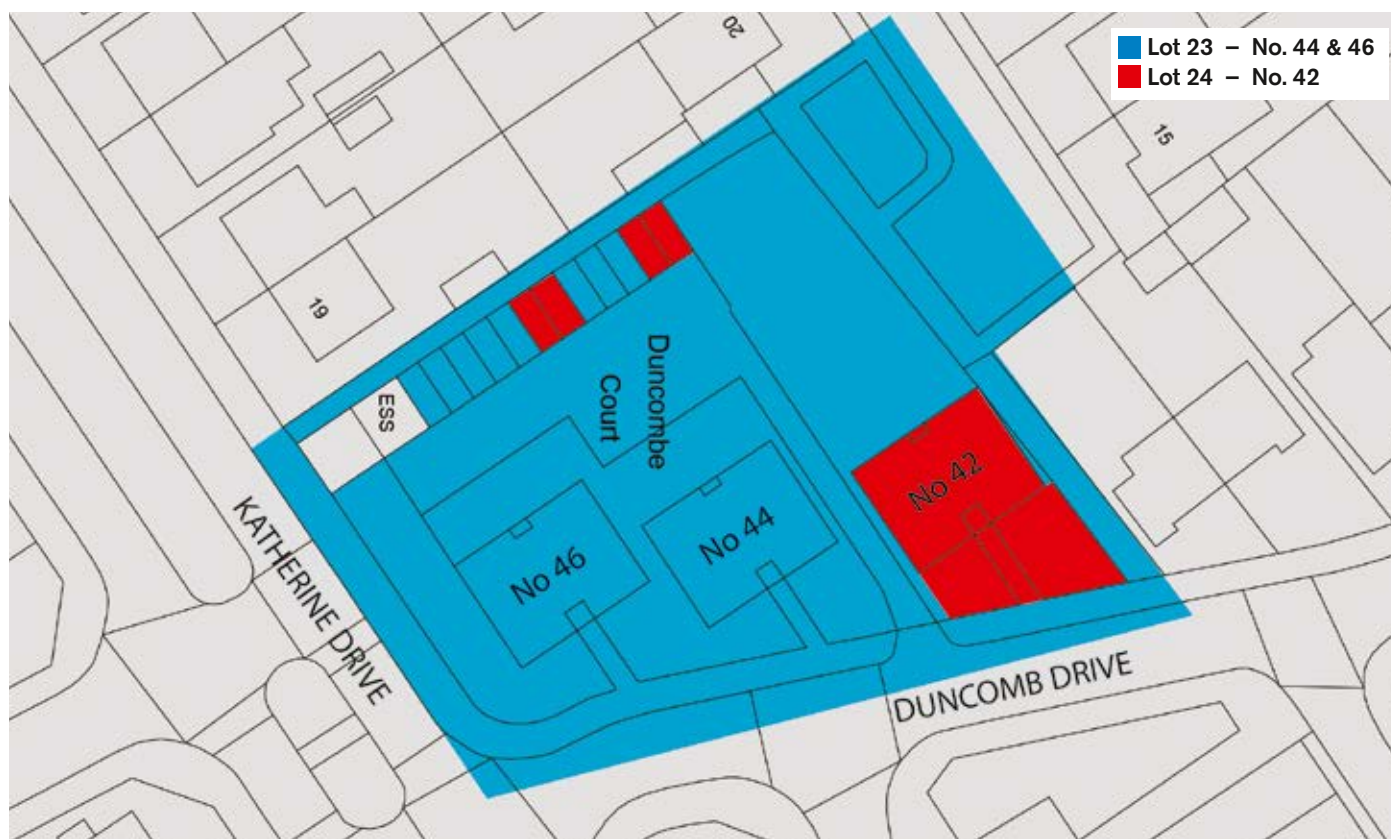 Lot 23 – No. 44 & 46
Lot 24 – No. 42
20
15
19
ESS
Duncombe
Court
No 42
No 44
No 46
KATHERINE DRIVE
DUNCOMB DRIVE